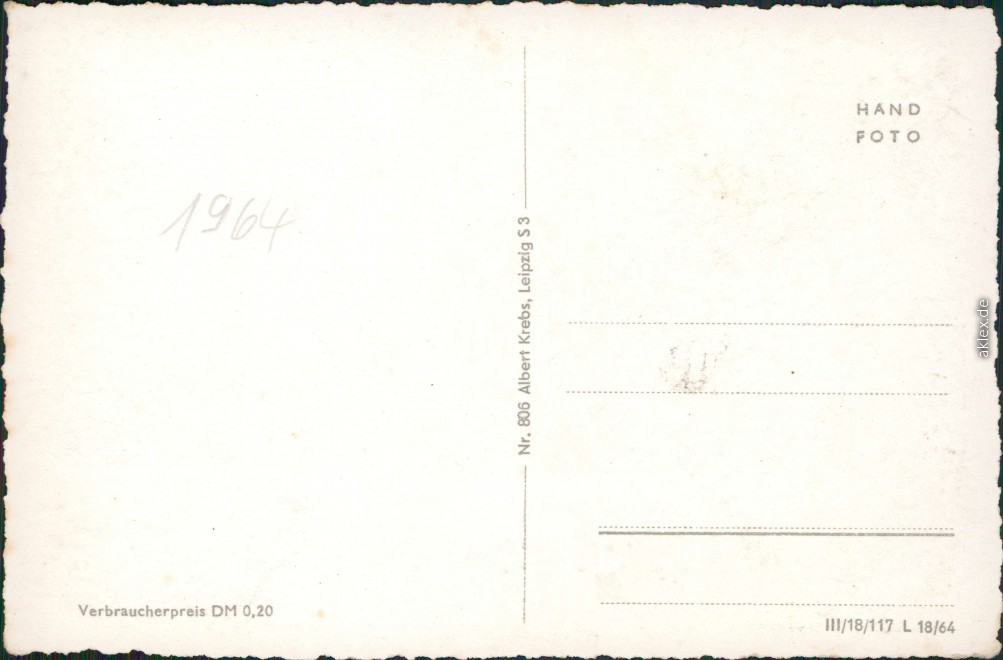 1964
Verbraucherpreis DM 0,20
Nr. 806 Albert Krebs, Leipzig S 3
HAND
FOTO
III/18/117 L 18/64
aklex.de